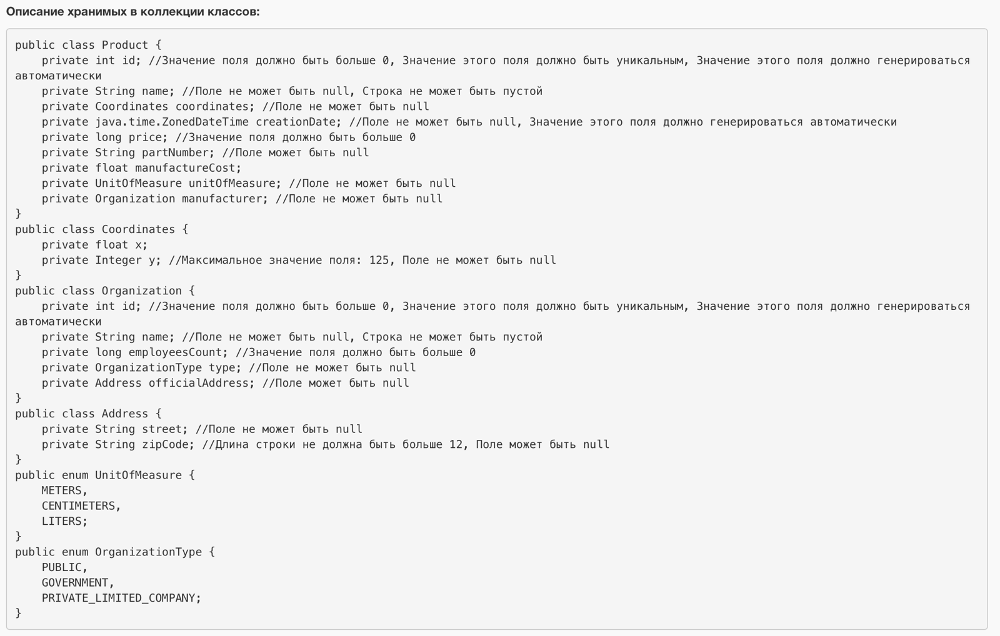 Описание хранимых в коллекции классов:
public class Product {
    private int id; //Значение поля должно быть больше 0, Значение этого поля должно быть уникальным, Значение этого поля должно генерироваться
автоматически
    private String name; //Поле не может быть null, Строка не может быть пустой
    private Coordinates coordinates; //Поле не может быть null
    private java.time.ZonedDateTime creationDate; //Поле не может быть null, Значение этого поля должно генерироваться автоматически
    private long price; //Значение поля должно быть больше 0
    private String partNumber; //Поле может быть null
    private float manufactureCost;
    private UnitOfMeasure unitOfMeasure; //Поле не может быть null
    private Organization manufacturer; //Поле не может быть null
}
public class Coordinates {
    private float x;
    private Integer y; //Максимальное значение поля: 125, Поле не может быть null
}
public class Organization {
    private int id; //Значение поля должно быть больше 0, Значение этого поля должно быть уникальным, Значение этого поля должно генерироваться
автоматически
    private String name; //Поле не может быть null, Строка не может быть пустой
    private long employeesCount; //Значение поля должно быть больше 0
    private OrganizationType type; //Поле не может быть null
    private Address officialAddress; //Поле может быть null
}
public class Address {
    private String street; //Поле не может быть null
    private String zipCode; //Длина строки не должна быть больше 12, Поле может быть null
}
public enum UnitOfMeasure {
    METERS,
    CENTIMETERS,
    LITERS;
}
public enum OrganizationType {
    PUBLIC,
    GOVERNMENT,
    PRIVATE_LIMITED_COMPANY;
}